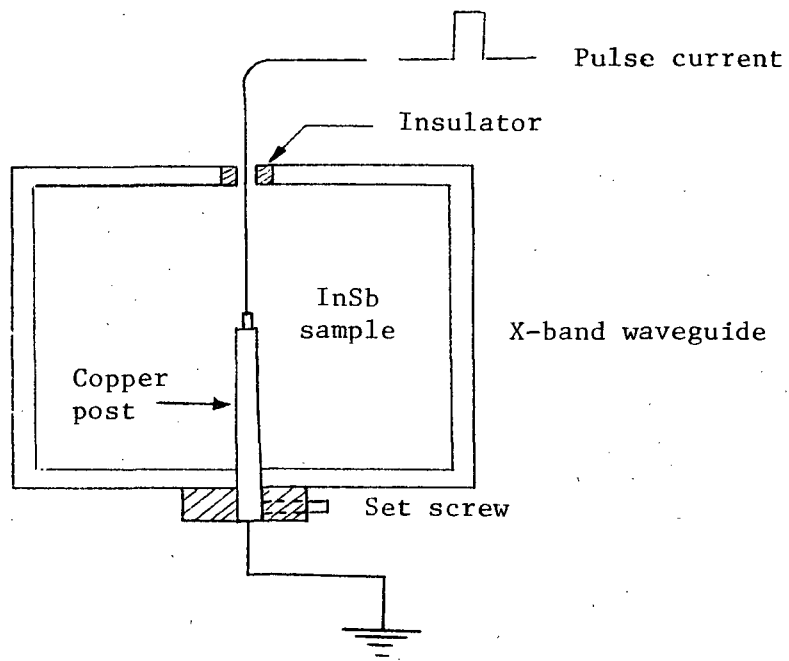 Pulse current
Insulator
InSb
sample
X-band waveguide
Copper
post
Set screw